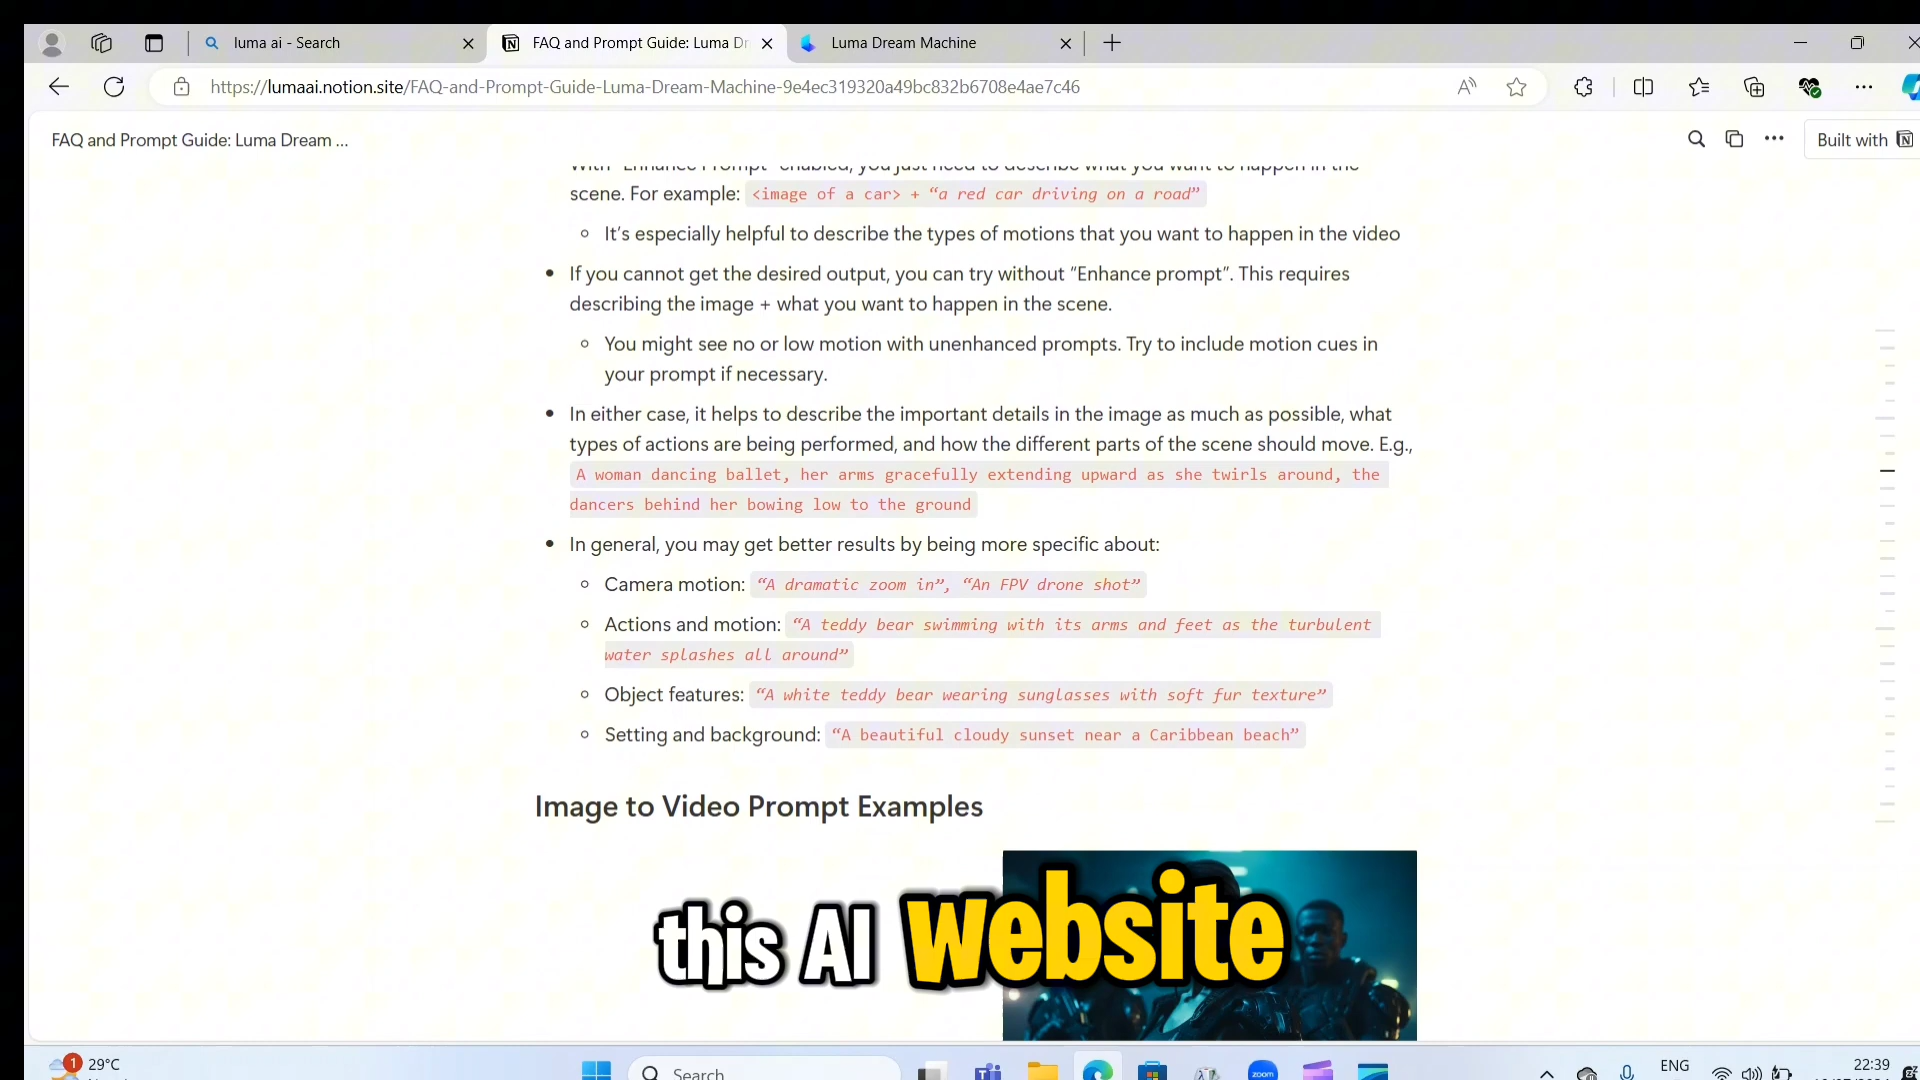 luma ai - Search
FAQ and Prompt Guide: Luma Dr
Luma Dream Machine
https://lumaai.notion.site/FAQ-and-Prompt-Guide-Luma-Dream-Machine-9e4ec319320a49bc832b6708e4ae7c46
FAQ and Prompt Guide: Luma Dream ...
Built with
With “Enhance Prompt” enabled, you just need to describe what you want to happen in the
scene. For example: <image of a car> + “a red car driving on a road”
It’s especially helpful to describe the types of motions that you want to happen in the video
If you cannot get the desired output, you can try without “Enhance prompt”. This requires
describing the image + what you want to happen in the scene.
You might see no or low motion with unenhanced prompts. Try to include motion cues in
your prompt if necessary.
In either case, it helps to describe the important details in the image as much as possible, what
types of actions are being performed, and how the different parts of the scene should move. E.g.,
A woman dancing ballet, her arms gracefully extending upward as she twirls around, the
dancers behind her bowing low to the ground
In general, you may get better results by being more specific about:
Camera motion: “A dramatic zoom in”, “An FPV drone shot”
Actions and motion: “A teddy bear swimming with its arms and feet as the turbulent
water splashes all around”
Object features: “A white teddy bear wearing sunglasses with soft fur texture”
Setting and background: “A beautiful cloudy sunset near a Caribbean beach”
Image to Video Prompt Examples
this AI website
1
29°C
Search
zoom
ENG
22:39